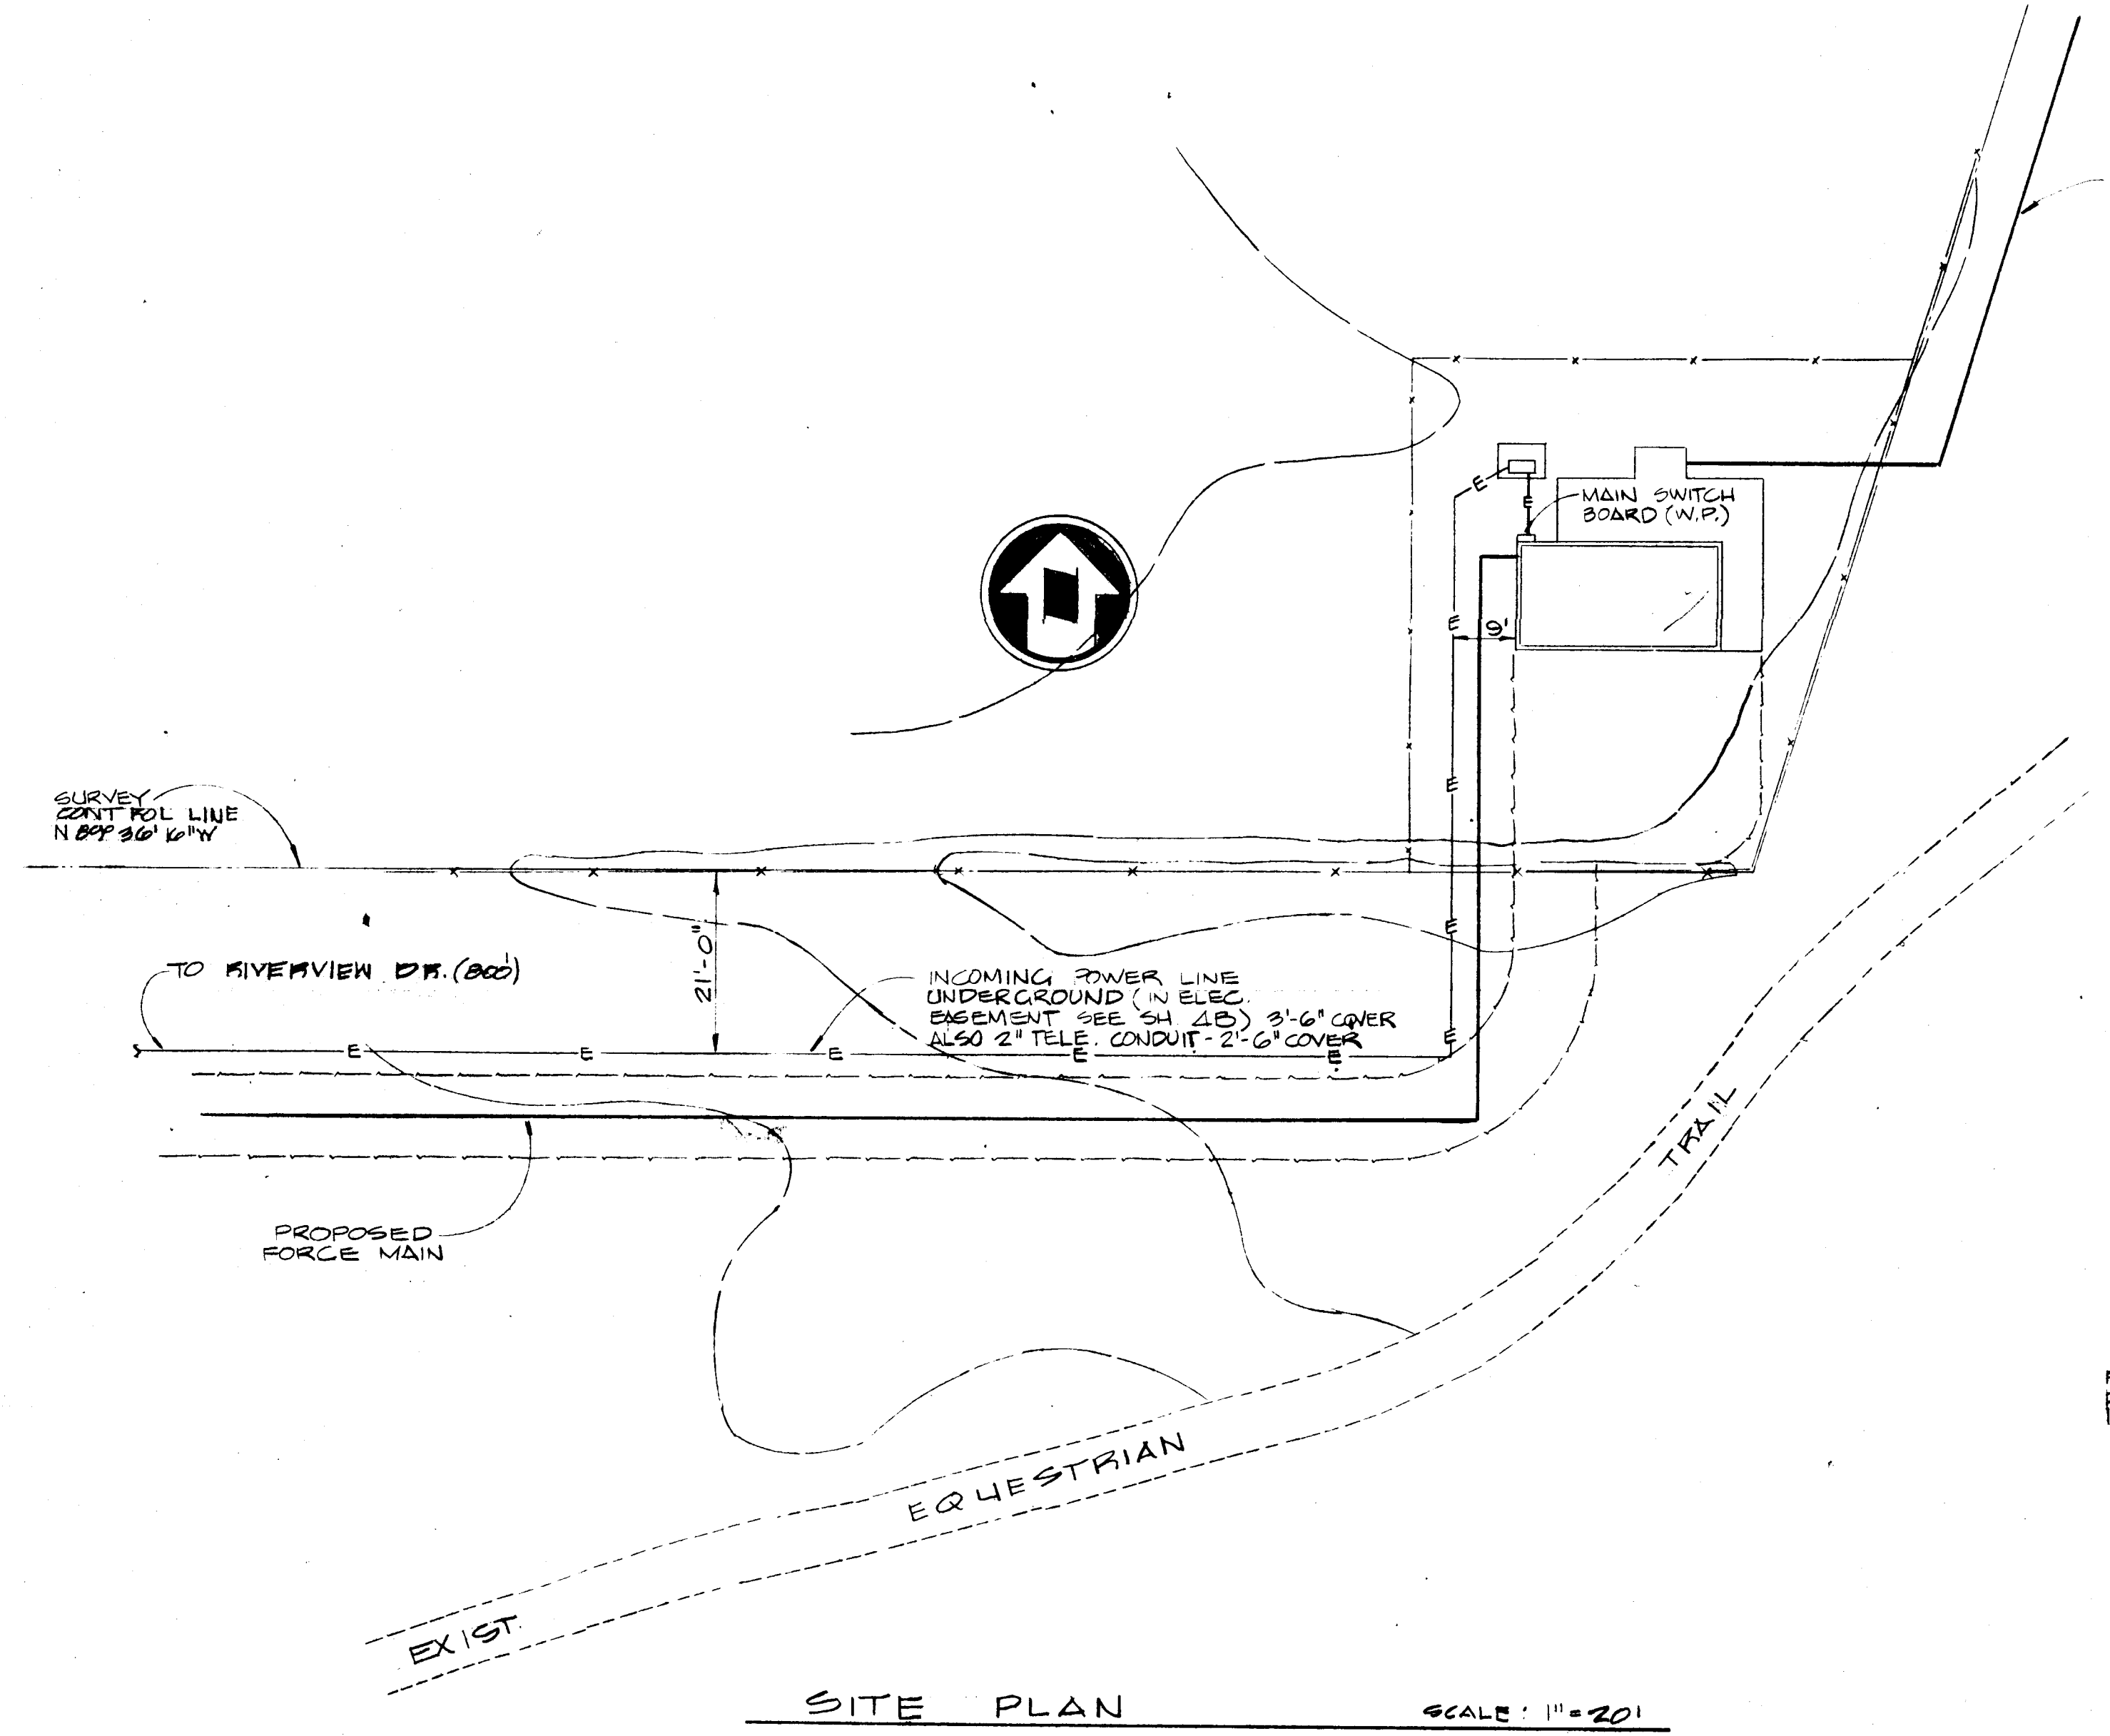 MAIN SWITCH
BOARD (W.P.)
9'
SURVEY
CONTROL LINE
N 89° 36' 16" W
21'-0"
TO RIVERVIEW DR. (800')
INCOMING POWER LINE
UNDERGROUND (IN ELEC.
EASEMENT SEE SH. 4B) 3'-6" COVER
ALSO 2" TELE. CONDUIT - 2'-6" COVER
E
E
E
E
E
E
E
E
E
E
E
PROPOSED
FORCE MAIN
EXIST. EQUESTRIAN TRAIL
SITE PLAN
SCALE: 1" = 20'